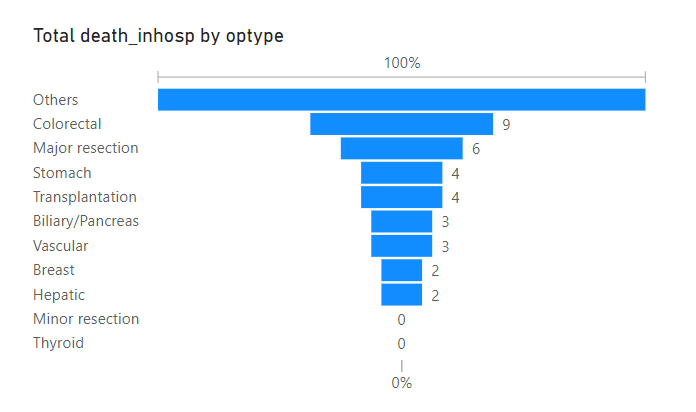 Total death_inhosp by optype
100%
Others
Colorectal 9
Major resection 6
Stomach 4
Transplantation 4
Biliary/Pancreas 3
Vascular 3
Breast 2
Hepatic 2
Minor resection 0
Thyroid 0
0%